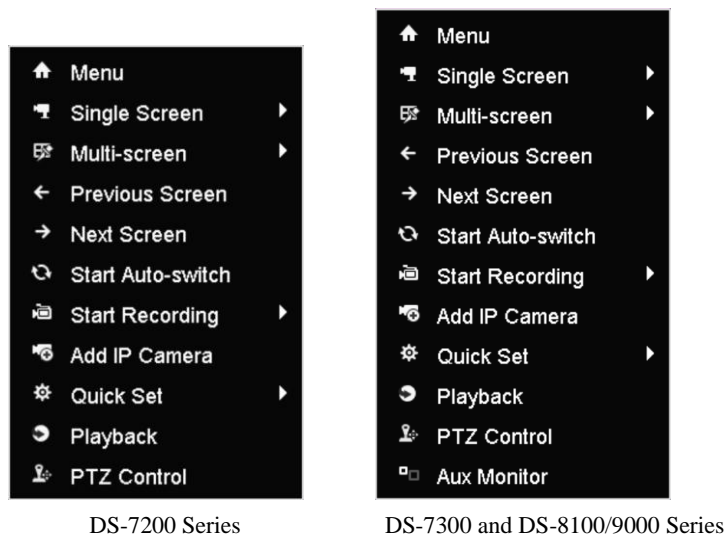 Menu
Single Screen
Multi-screen
Previous Screen
Next Screen
Start Auto-switch
Start Recording
Add IP Camera
Quick Set
Playback
PTZ Control
DS-7200 Series
Menu
Single Screen
Multi-screen
Previous Screen
Next Screen
Start Auto-switch
Start Recording
Add IP Camera
Quick Set
Playback
PTZ Control
Aux Monitor
DS-7300 and DS-8100/9000 Series